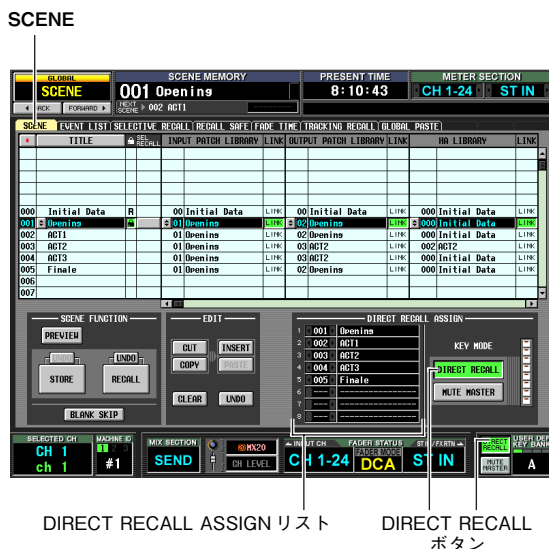 SCENE
GLOBAL SCENE MEMORY PRESENT TIME METER SECTION
SCENE 001 Opening 8:10:43 CH 1-24 ST IN
ACK FORWARD NEXT SCENE 002 ACT1
SCENE EVENT LIST SELECTIVE RECALL RECALL SAFE FADE TIME TRACKING RECALL GLOBAL PASTE
TITLE SEL RECALL INPUT PATCH LIBRARY LINK OUTPUT PATCH LIBRARY LINK HA LIBRARY LINK
000 Initial Data R 00 Initial Data LINK 00 Initial Data LINK 000 Initial Data LINK
001 Opening 01 Opening LINK 02 Opening LINK 000 Initial Data LINK
002 ACT1 01 Opening LINK 02 Opening LINK 000 Initial Data LINK
003 ACT2 01 Opening LINK 03 ACT2 LINK 002 ACT2 LINK
004 ACT3 01 Opening LINK 03 ACT2 LINK 000 Initial Data LINK
005 Finale 01 Opening LINK 02 Opening LINK 000 Initial Data LINK
006
007
SCENE FUNCTION EDIT DIRECT RECALL ASSIGN
PREVIEW
UNDO UNDO
STORE RECALL
BLANK SKIP
CUT INSERT
COPY PASTE
CLEAR UNDO
1 001 Opening
2 002 ACT1
3 003 ACT2
4 004 ACT3
5 005 Finale
6
7
8
KEY MODE
DIRECT RECALL
MUTE MASTER
SELECTED CH MACHINE ID MIX SECTION INPUT CH FADER STATUS
CH 1 1 SEND MX20 CH 1-24 FADER MODE ST IN DIRECT RECALL USER DEF KEY BANK
ch 1 #1 CH LEVEL DCA MUTE MASTER A
DIRECT RECALL ASSIGN リスト
DIRECT RECALL
ボタン